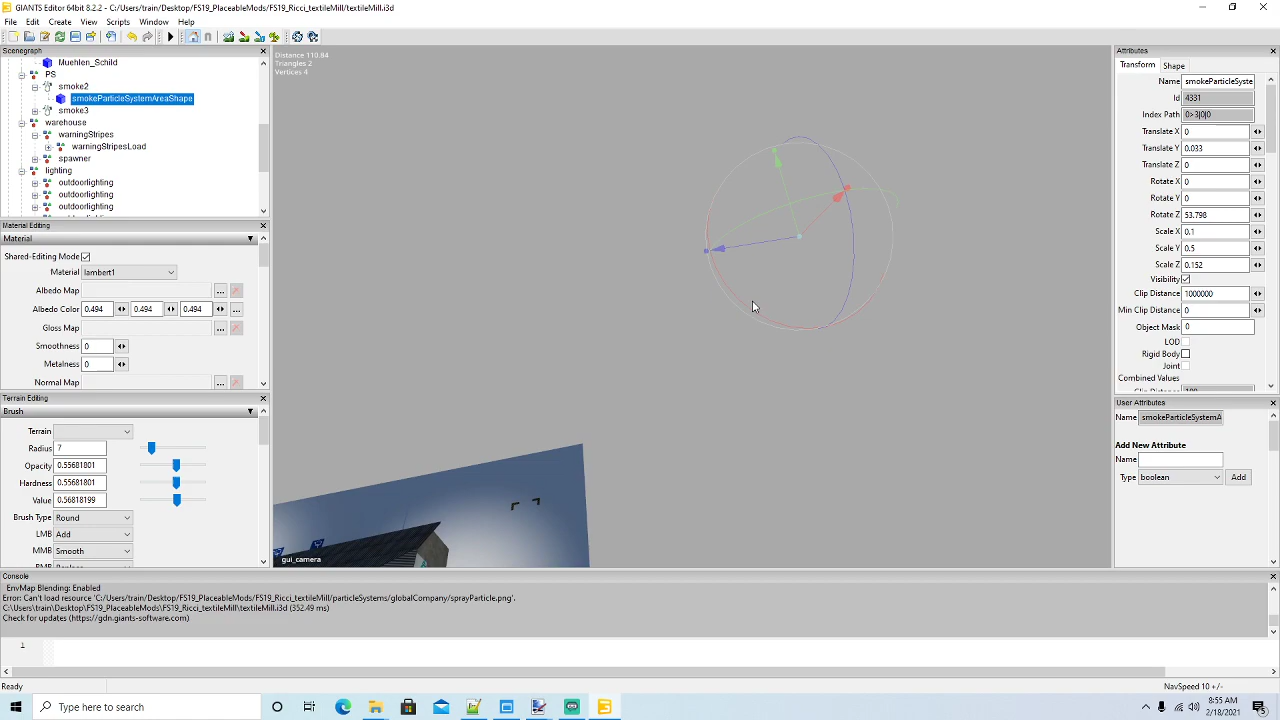 GIANTS Editor 64bit 8.2.2 - C:/Users/train/Desktop/FS19_PlaceableMods/FS19_Ricci_textileMill/textileMill.i3d
File Edit Create View Scripts Window Help
Scenegraph
Muehlen_Schild
PS
smoke2
smokeParticleSystemAreaShape
smoke3
warehouse
warningStripes
warningStripesLoad
spawner
lighting
outdoorlighting
outdoorlighting
outdoorlighting
Material Editing
Material
Shared-Editing Mode
Material lambert1
Albedo Map ...
Albedo Color 0.494 0.494 0.494 ...
Gloss Map ...
Smoothness 0
Metalness 0
Normal Map ...
Terrain Editing
Brush
Terrain
Radius 7
Opacity 0.55681801
Hardness 0.55681801
Value 0.56818199
Brush Type Round
LMB Add
MMB Smooth
Distance 110.84
Triangles 2
Vertices 4
gui_camera
Attributes
Transform Shape
Name smokeParticleSyste
Id 4331
Index Path 0>3|0|0
Translate X 0
Translate Y 0.033
Translate Z 0
Rotate X 0
Rotate Y 0
Rotate Z 53.798
Scale X 0.1
Scale Y 0.5
Scale Z 0.152
Visibility
Clip Distance 1000000
Min Clip Distance 0
Object Mask 0
LOD
Rigid Body
Joint
Combined Values
User Attributes
Name smokeParticleSystemA
Add New Attribute
Name
Type boolean Add
Console
EnvMap Blending: Enabled
Error: Can't load resource 'C:/Users/train/Desktop/FS19_PlaceableMods/FS19_Ricci_textileMill/particleSystems/globalCompany/sprayParticle.png'.
C:\Users\train\Desktop\FS19_PlaceableMods\FS19_Ricci_textileMill\textileMill.i3d (352.49 ms)
Check for updates (https://gdn.giants-software.com)
1
Ready
NavSpeed 10 +/-
Type here to search
8:55 AM
2/18/2021